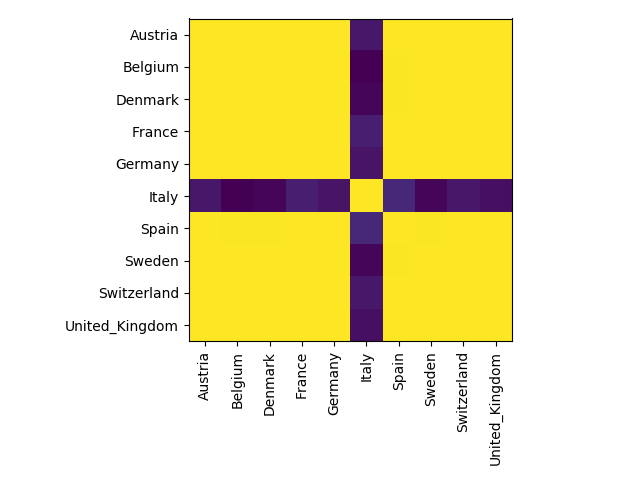 Austria
Belgium
Denmark
France
Germany
Italy
Spain
Sweden
Switzerland
United_Kingdom
Austria
Belgium
Denmark
France
Germany
Italy
Spain
Sweden
Switzerland
United_Kingdom